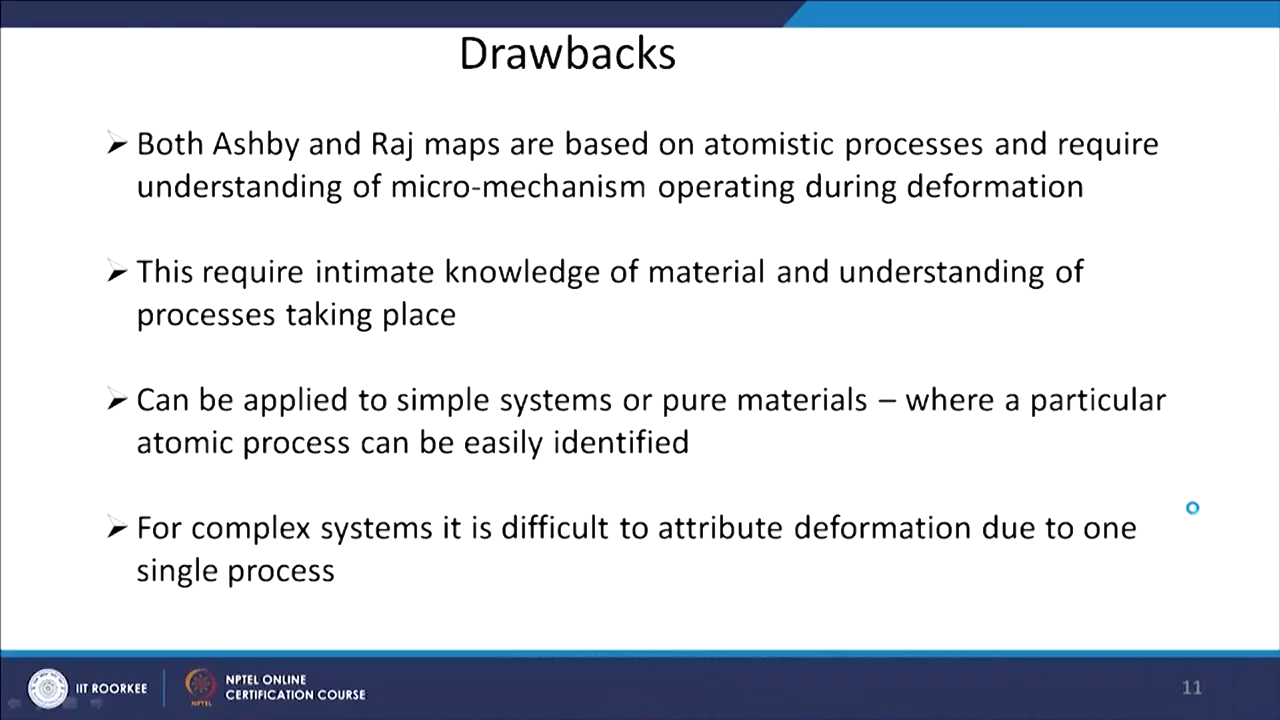 Drawbacks
➢ Both Ashby and Raj maps are based on atomistic processes and require
understanding of micro-mechanism operating during deformation
➢ This require intimate knowledge of material and understanding of
processes taking place
➢ Can be applied to simple systems or pure materials – where a particular
atomic process can be easily identified
➢ For complex systems it is difficult to attribute deformation due to one
single process
IIT ROORKEE
NPTEL
NPTEL ONLINE
CERTIFICATION COURSE
11